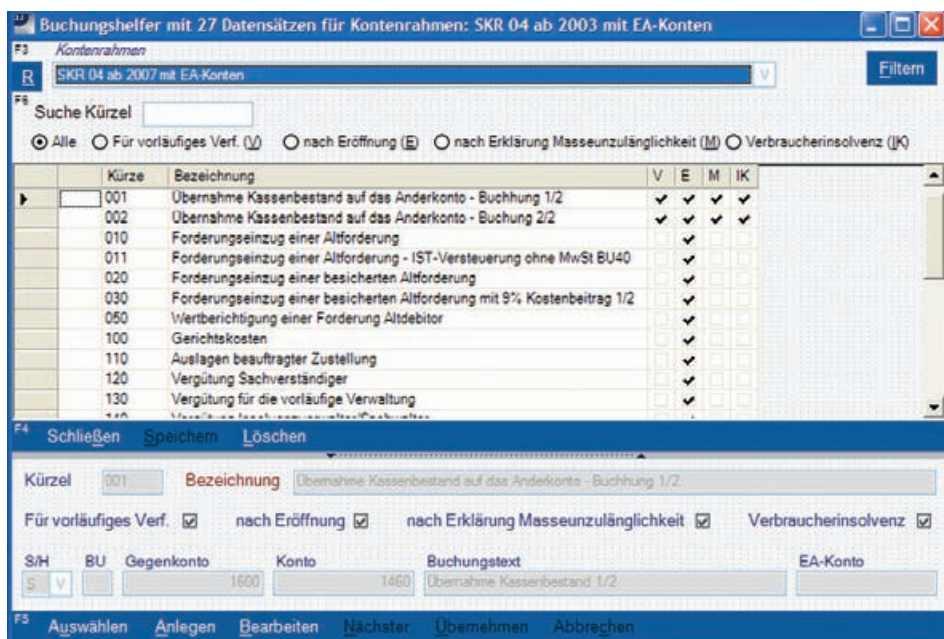 Buchungshelfer mit 27 Datensätzen für Kontenrahmen: SKR 04 ab 2003 mit EA-Konten
F3 Kontenrahmen
R SKR 04 ab 2007 mit EA-Konten V Filtern
F6 Suche Kürzel
Alle Für vorläufiges Verf. (V) nach Eröffnung (E) nach Erklärung Masseunzulänglichkeit (M) Verbraucherinsolvenz (IK)
Kürze Bezeichnung V E M IK
001 Übernahme Kassenbestand auf das Anderkonto - Buchhung 1/2
002 Übernahme Kassenbestand auf das Anderkonto - Buchung 2/2
010 Forderungseinzug einer Altforderung
011 Forderungseinzug einer Altforderung - IST-Versteuerung ohne MwSt BU40
020 Forderungseinzug einer besicherten Altforderung
030 Forderungseinzug einer besicherten Altforderung mit 9% Kostenbeitrag 1/2
050 Wertberichtigung einer Forderung Altdebitor
100 Gerichtskosten
110 Auslagen beauftragter Zustellung
120 Vergütung Sachverständiger
130 Vergütung für die vorläufige Verwaltung
F4 Schließen Speichern Löschen
Kürzel 001 Bezeichnung Übernahme Kassenbestand auf das Anderkonto - Buchhung 1/2
Für vorläufiges Verf. nach Eröffnung nach Erklärung Masseunzulänglichkeit Verbraucherinsolvenz
S/H BU Gegenkonto Konto Buchungstext EA-Konto
S V 1600 1460 Übernahme Kassenbestand 1/2
F5 Auswählen Anlegen Bearbeiten Nächster Übernehmen Abbrechen